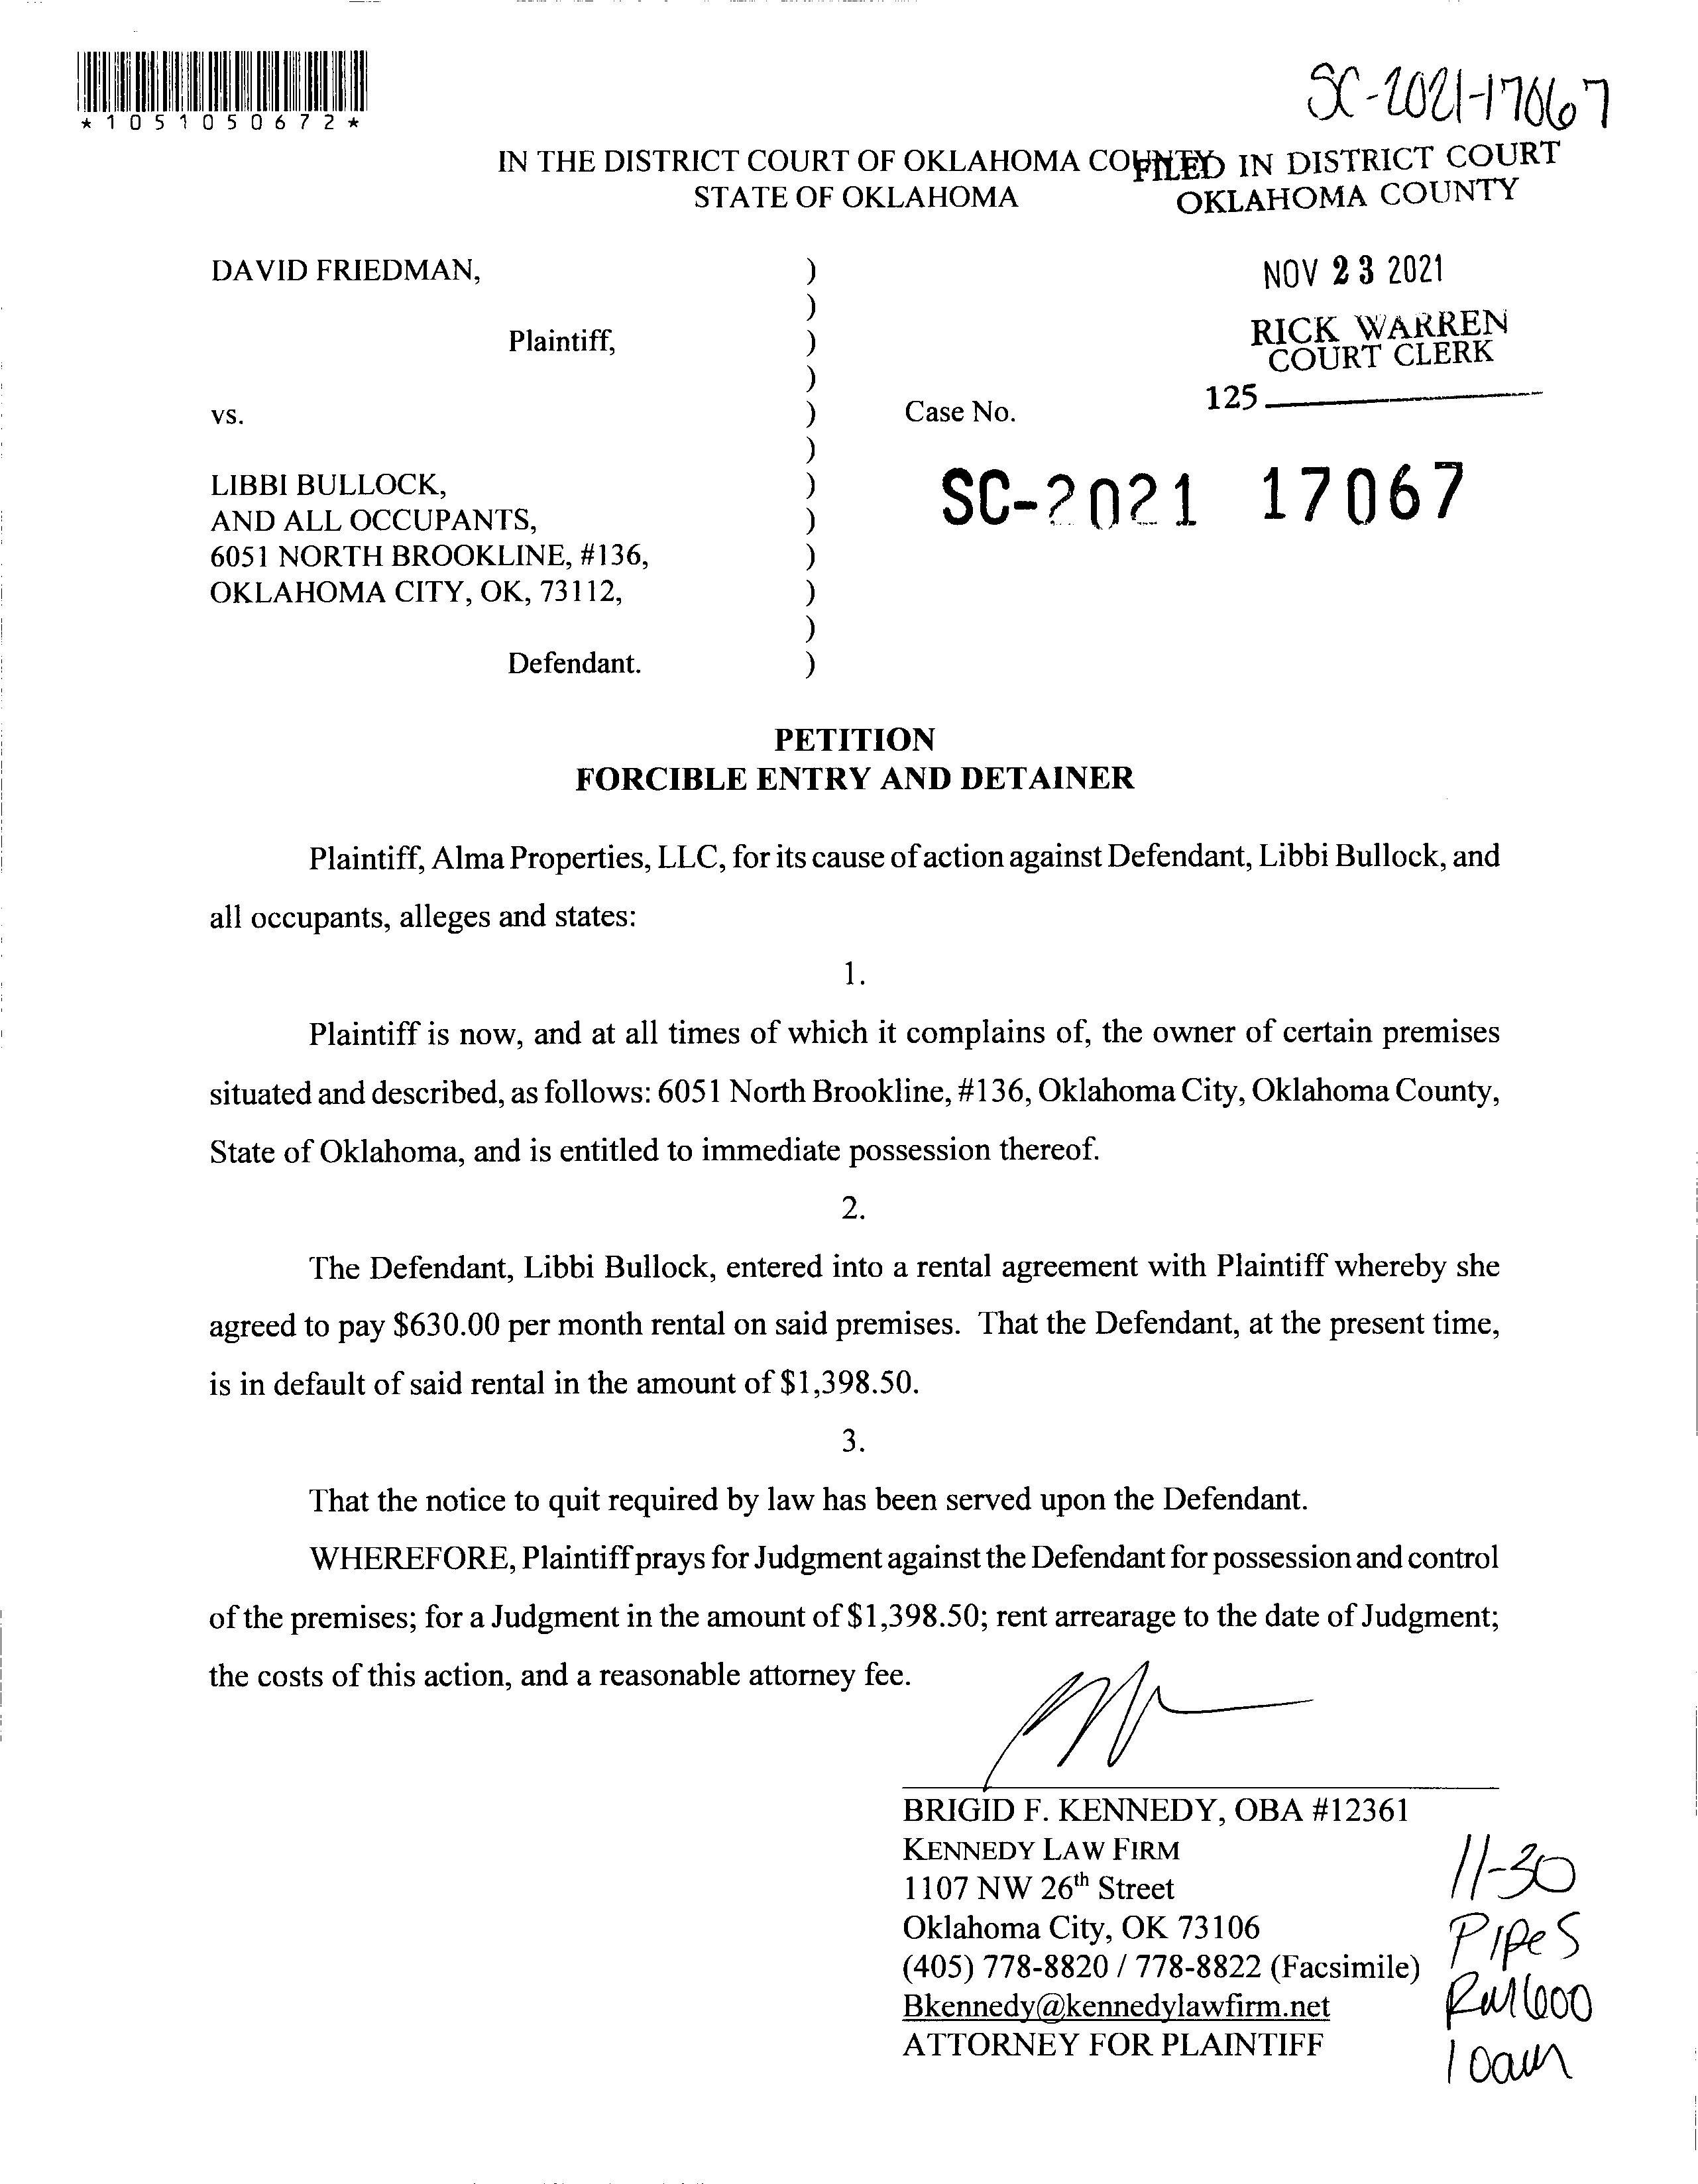 *1051050672*
SC-2021-17067
IN THE DISTRICT COURT OF OKLAHOMA COUNTY
STATE OF OKLAHOMA
FILED IN DISTRICT COURT
OKLAHOMA COUNTY
NOV 23 2021
RICK WARREN
COURT CLERK
125
DAVID FRIEDMAN, )
)
Plaintiff, )
)
vs. ) Case No.
)
LIBBI BULLOCK, ) SC-2021 17067
AND ALL OCCUPANTS, )
6051 NORTH BROOKLINE, #136, )
OKLAHOMA CITY, OK, 73112, )
)
Defendant. )
PETITION
FORCIBLE ENTRY AND DETAINER
Plaintiff, Alma Properties, LLC, for its cause of action against Defendant, Libbi Bullock, and
all occupants, alleges and states:
1.
Plaintiff is now, and at all times of which it complains of, the owner of certain premises
situated and described, as follows: 6051 North Brookline, #136, Oklahoma City, Oklahoma County,
State of Oklahoma, and is entitled to immediate possession thereof.
2.
The Defendant, Libbi Bullock, entered into a rental agreement with Plaintiff whereby she
agreed to pay $630.00 per month rental on said premises. That the Defendant, at the present time,
is in default of said rental in the amount of $1,398.50.
3.
That the notice to quit required by law has been served upon the Defendant.
WHEREFORE, Plaintiff prays for Judgment against the Defendant for possession and control
of the premises; for a Judgment in the amount of $1,398.50; rent arrearage to the date of Judgment;
the costs of this action, and a reasonable attorney fee.
BRIGID F. KENNEDY, OBA #12361
KENNEDY LAW FIRM
1107 NW 26th Street
Oklahoma City, OK 73106
(405) 778-8820 / 778-8822 (Facsimile)
Bkennedy@kennedylawfirm.net
ATTORNEY FOR PLAINTIFF
11-30
Pipes
Rm 600
10am